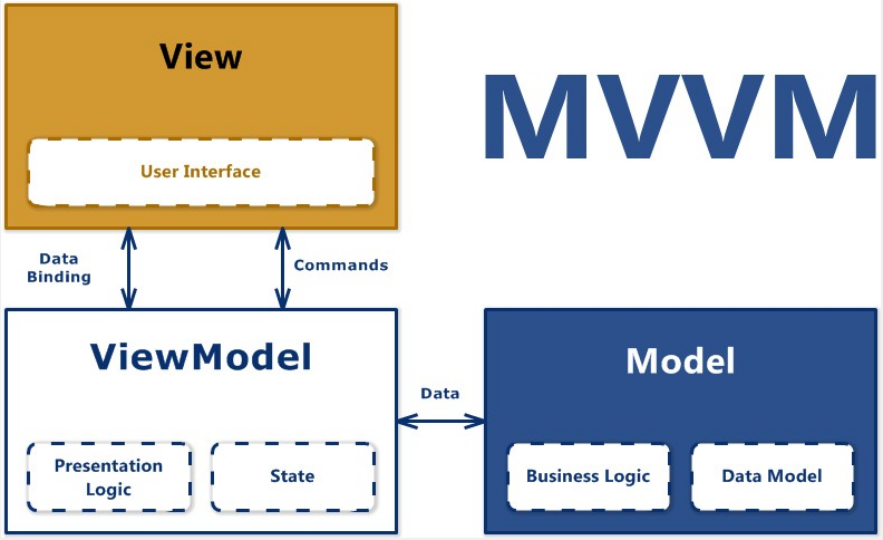 View
MVVM
User Interface
Data
Binding
Commands
ViewModel
Model
Data
Presentation
Logic
State
Business Logic
Data Model